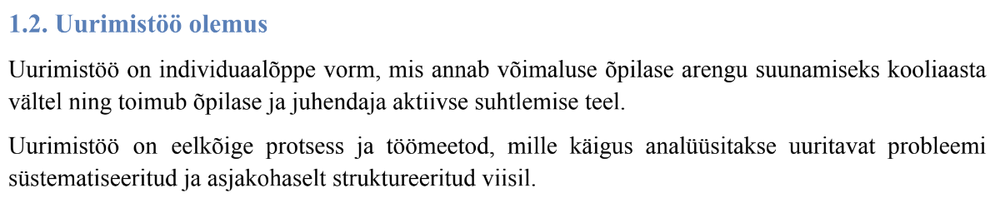 1.2. Uurimistöö olemus
Uurimistöö on individuaalõppe vorm, mis annab võimaluse õpilase arengu suunamiseks kooliaasta
vältel ning toimub õpilase ja juhendaja aktiivse suhtlemise teel.
Uurimistöö on eelkõige protsess ja töömeetod, mille käigus analüüsitakse uuritavat probleemi
süstematiseeritud ja asjakohaselt struktureeritud viisil.